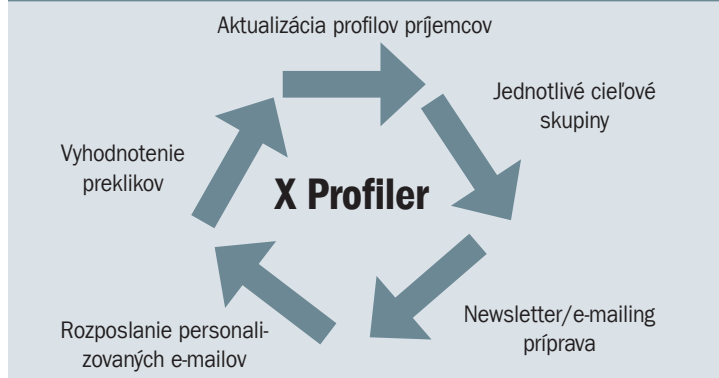 Aktualizácia profilov príjemcov
Jednotlivé cieľové
skupiny
Vyhodnotenie
preklikov
X Profiler
Newsletter/e-mailing
príprava
Rozposlanie personali-
zovaných e-mailov